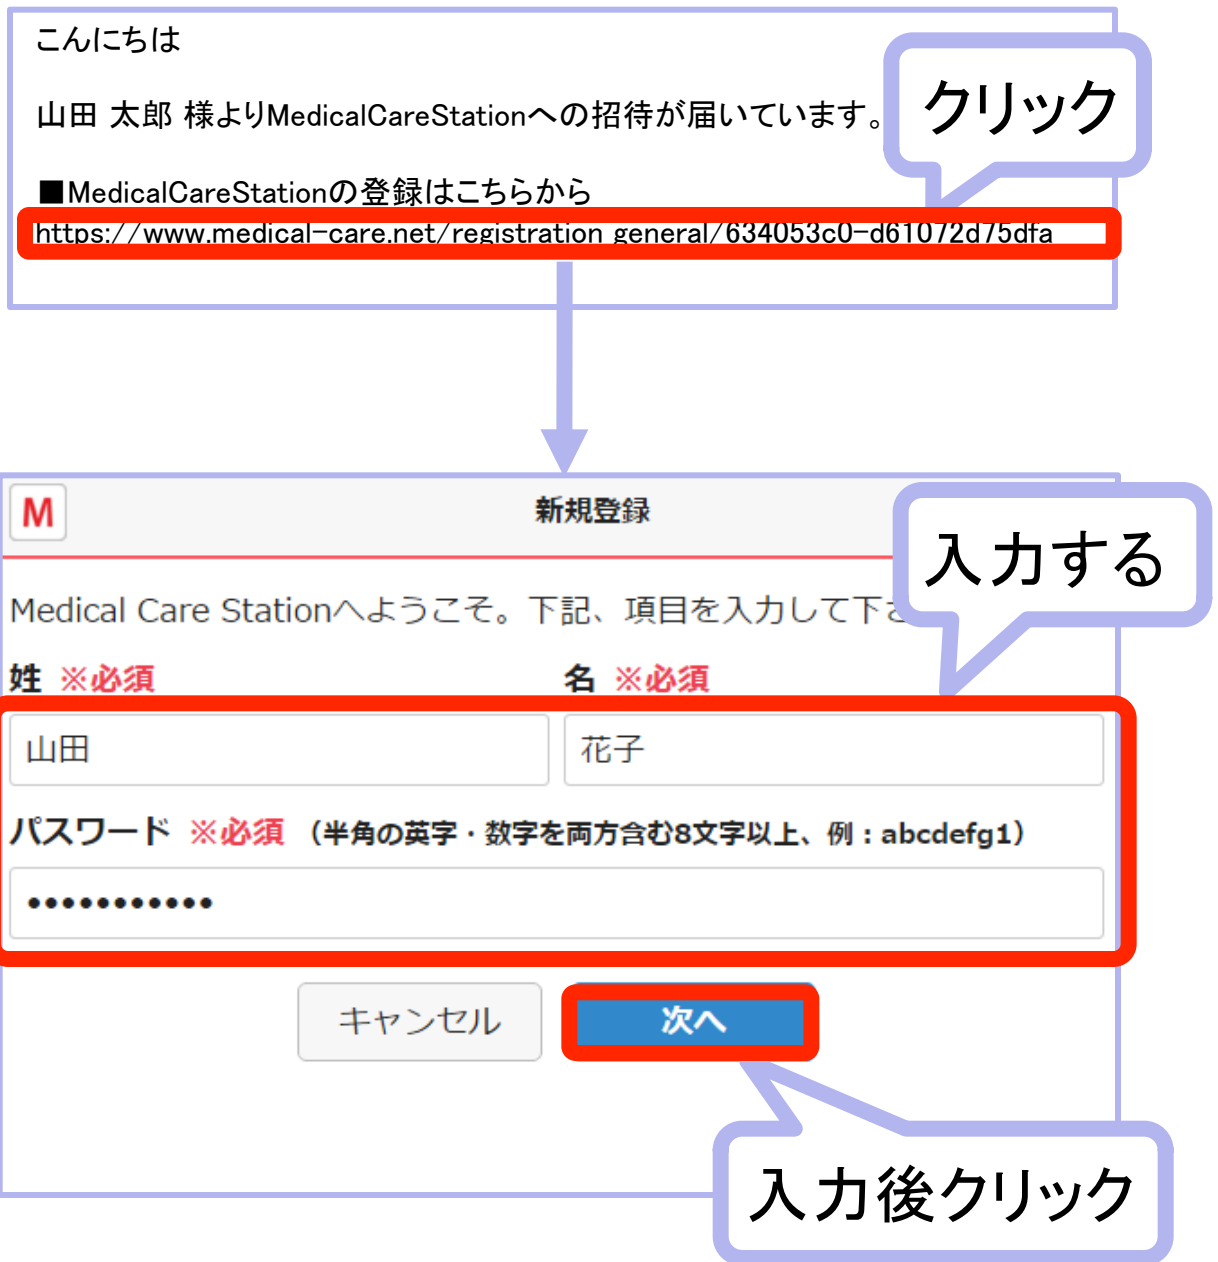 こんにちは
山田 太郎 様よりMedicalCareStationへの招待が届いています。
クリック
■MedicalCareStationの登録はこちらから
https://www.medical-care.net/registration_general/634053c0-d61072d75dfa
M
新規登録
入力する
Medical Care Stationへようこそ。下記、項目を入力して下さ
姓 ※必須 名 ※必須
山田 花子
パスワード ※必須 （半角の英字・数字を両方含む8文字以上、例：abcdefg1）
•••••••••••
キャンセル 次へ
入力後クリック